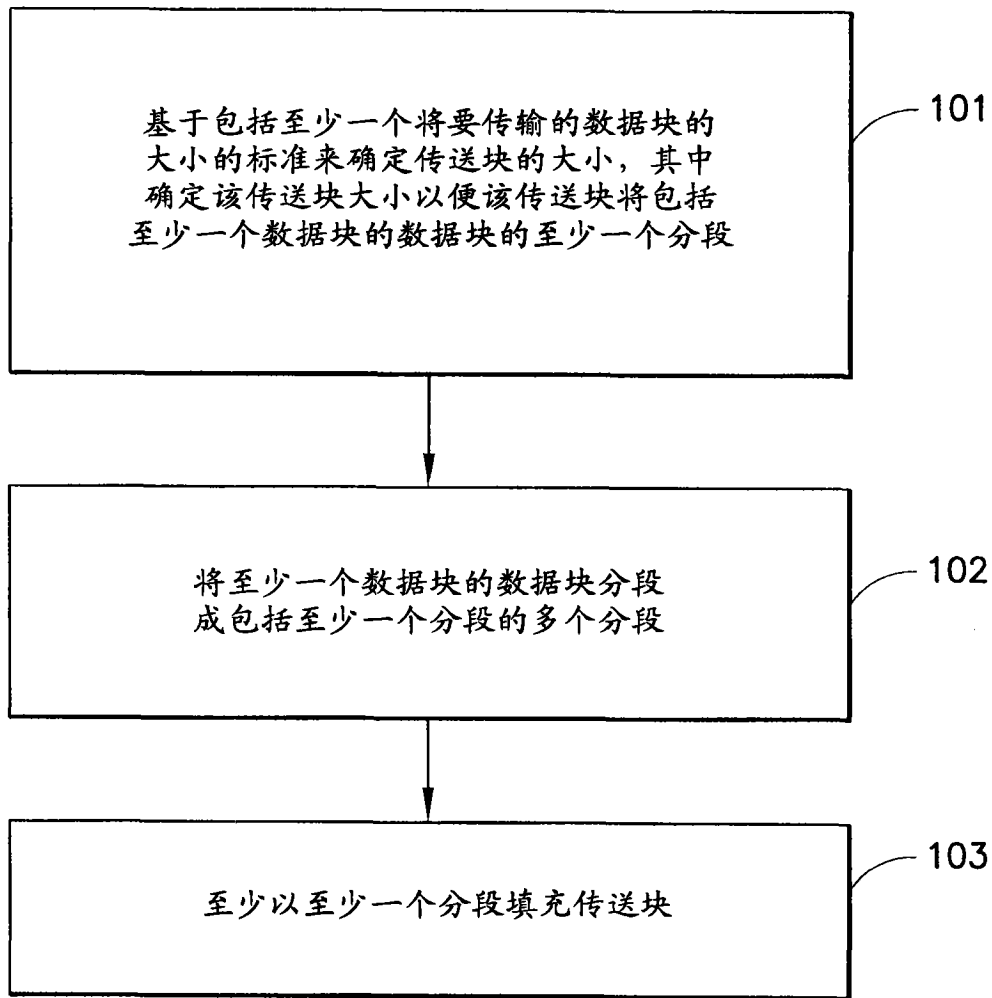 基于包括至少一个将要传输的数据块的
大小的标准来确定传送块的大小，其中
确定该传送块大小以便该传送块将包括
至少一个数据块的数据块的至少一个分段
101
将至少一个数据块的数据块分段
成包括至少一个分段的多个分段
102
至少以至少一个分段填充传送块
103